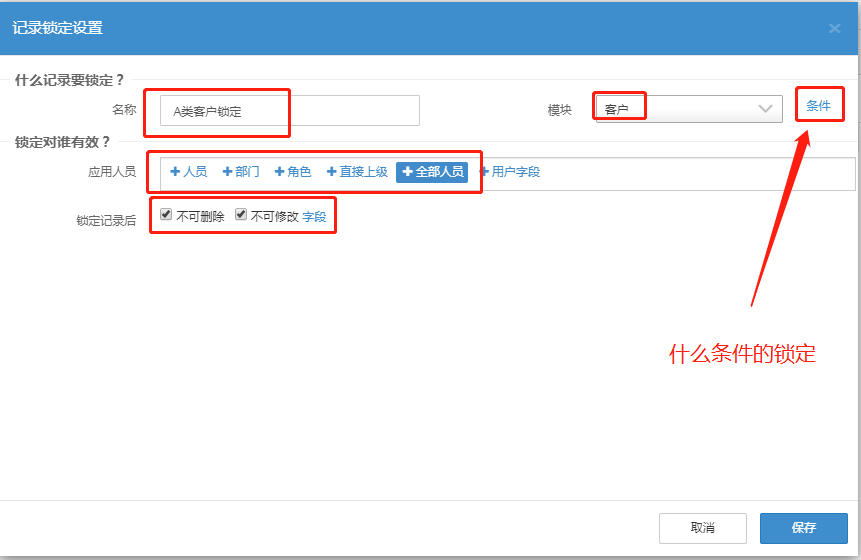 记录锁定设置 ×
什么记录要锁定？
名称 A类客户锁定 模块 客户 条件
锁定对谁有效？
应用人员 +人员 +部门 +角色 +直接上级 +全部人员 +用户字段
锁定记录后 不可删除 不可修改 字段
什么条件的锁定
取消 保存